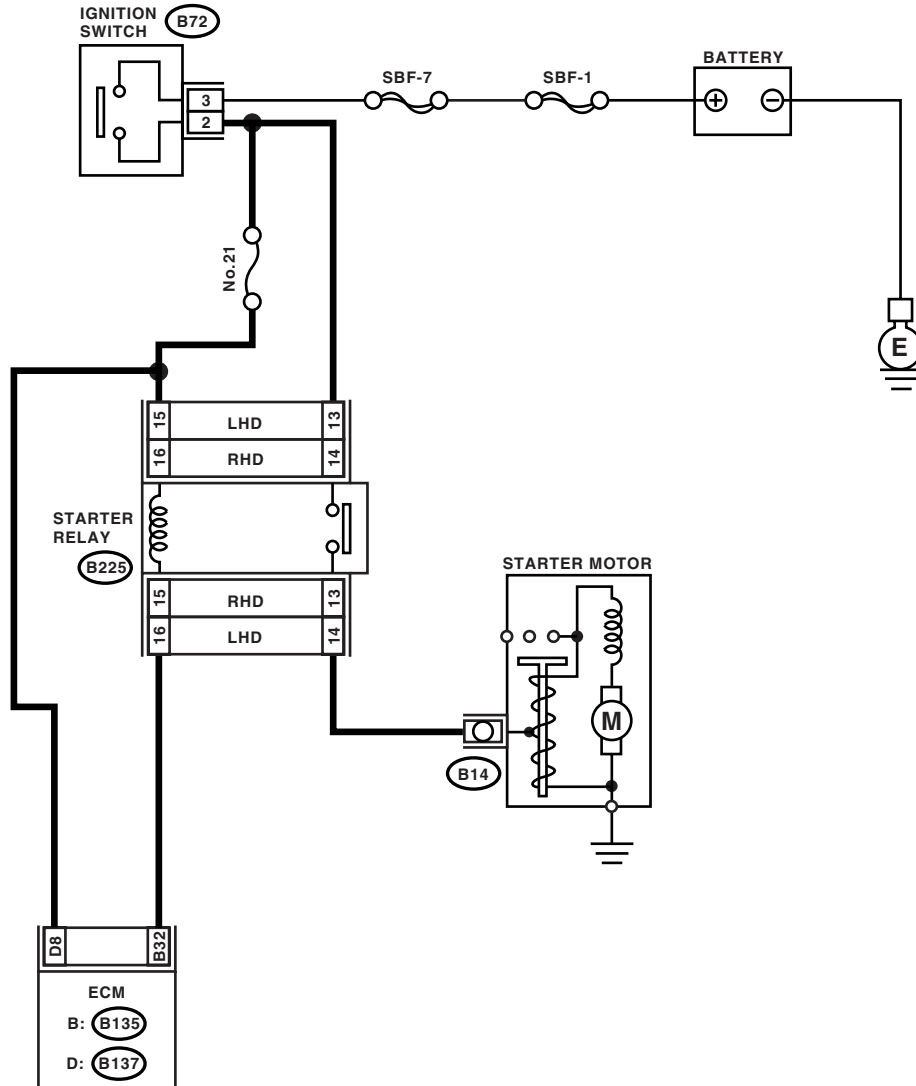 IGNITION
SWITCH
B72
3
2
SBF-7
SBF-1
BATTERY
+
−
No.21
E
15
LHD
13
16
RHD
14
STARTER
RELAY
B225
15
RHD
13
16
LHD
14
STARTER MOTOR
M
B14
D8
B32
ECM
B: B135
D: B137